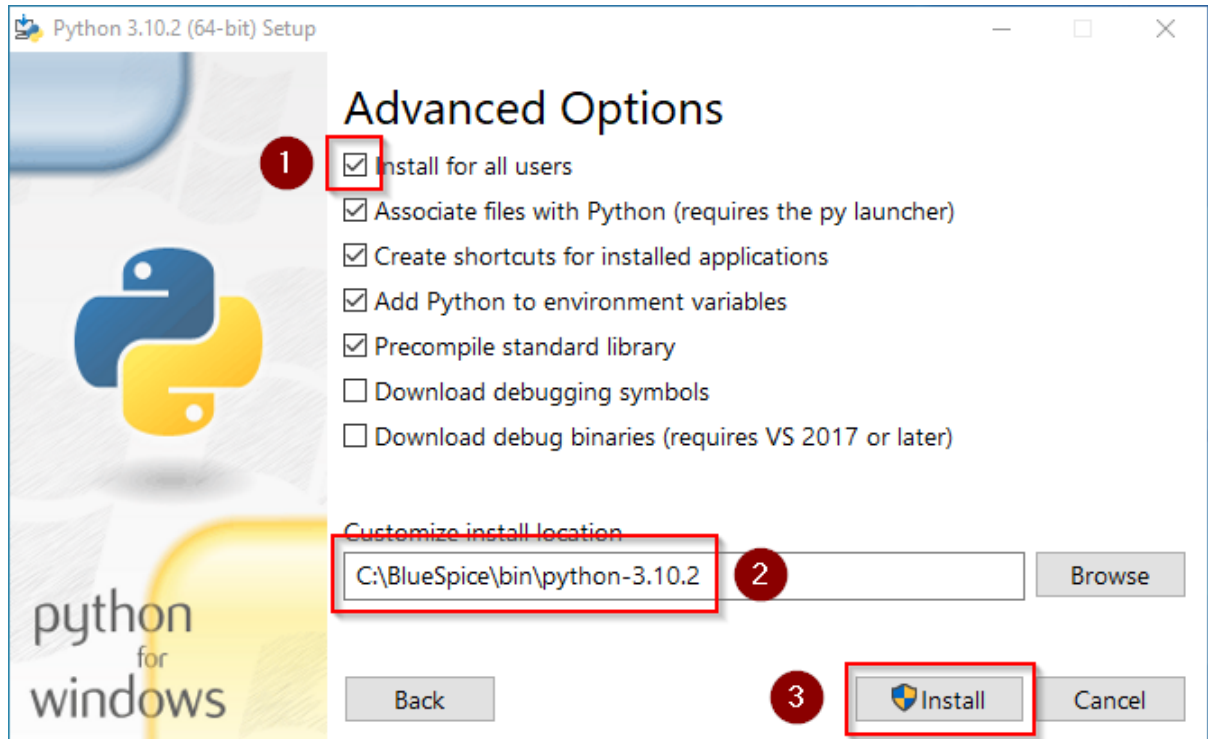 Python 3.10.2 (64-bit) Setup
Advanced Options
1
Install for all users
Associate files with Python (requires the py launcher)
Create shortcuts for installed applications
Add Python to environment variables
Precompile standard library
Download debugging symbols
Download debug binaries (requires VS 2017 or later)
Customize install location
C:\BlueSpice\bin\python-3.10.2
2
Browse
python
for
windows
Back
3
Install
Cancel